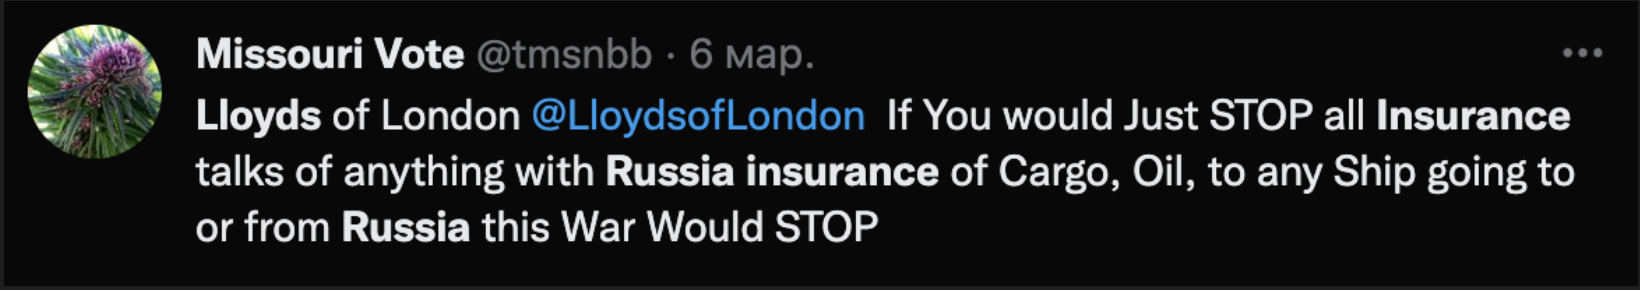 Missouri Vote @tmsnbb · 6 мар.
Lloyds of London @LloydsofLondon If You would Just STOP all Insurance
talks of anything with Russia insurance of Cargo, Oil, to any Ship going to
or from Russia this War Would STOP